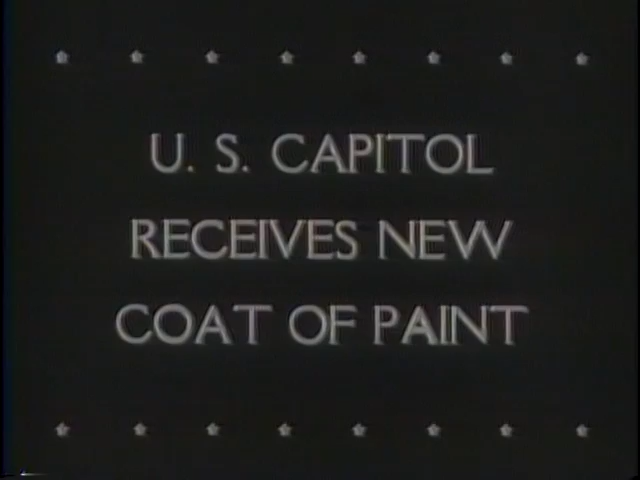 U. S. CAPITOL
RECEIVES NEW
COAT OF PAINT